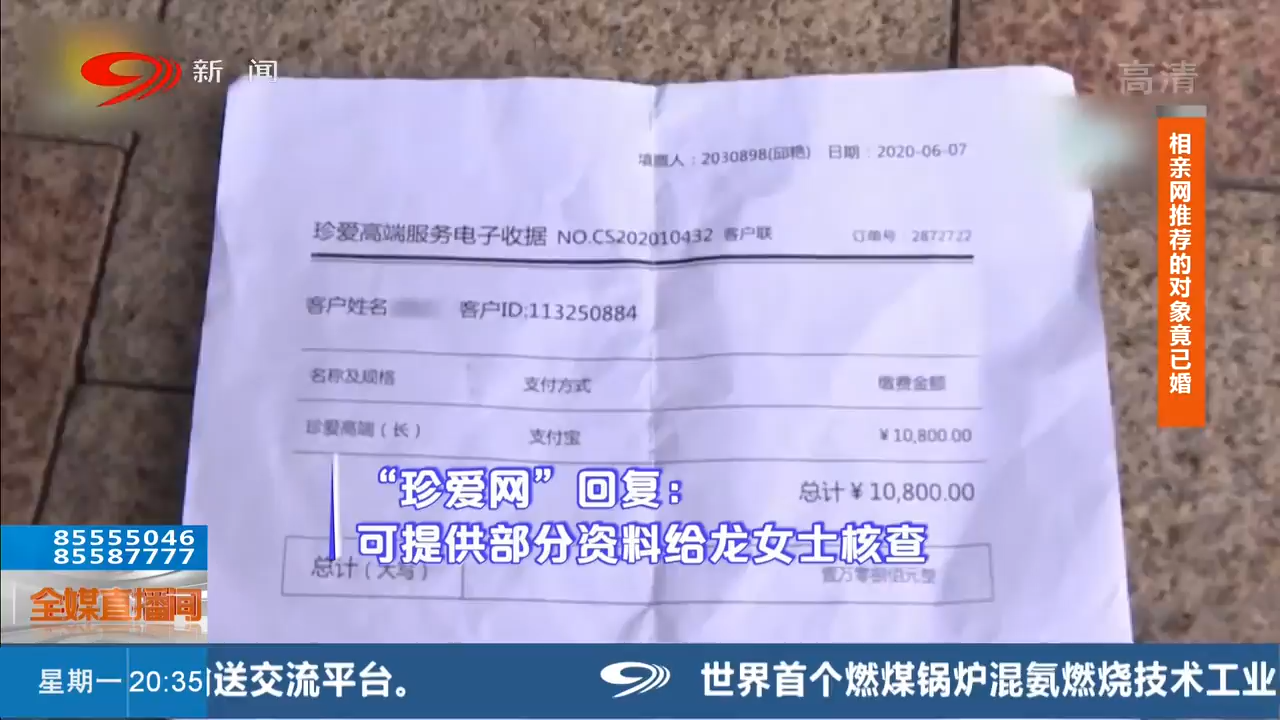 新闻
高清
相亲网推荐的对象竟已婚
填票人：2030898(邱艳) 日期：2020-06-07
珍爱高端服务电子收据 NO.CS202010432 客户联 订单号：2872722
客户姓名 客户ID:113250884
名称及规格 支付方式 缴费金额
珍爱高端（长） 支付宝 ￥10,800.00
总计￥10,800.00
“珍爱网”回复：
可提供部分资料给龙女士核查
总计（大写）
85555046
85587777
全媒直播间
星期一 20:35 送交流平台。 世界首个燃煤锅炉混氨燃烧技术工业